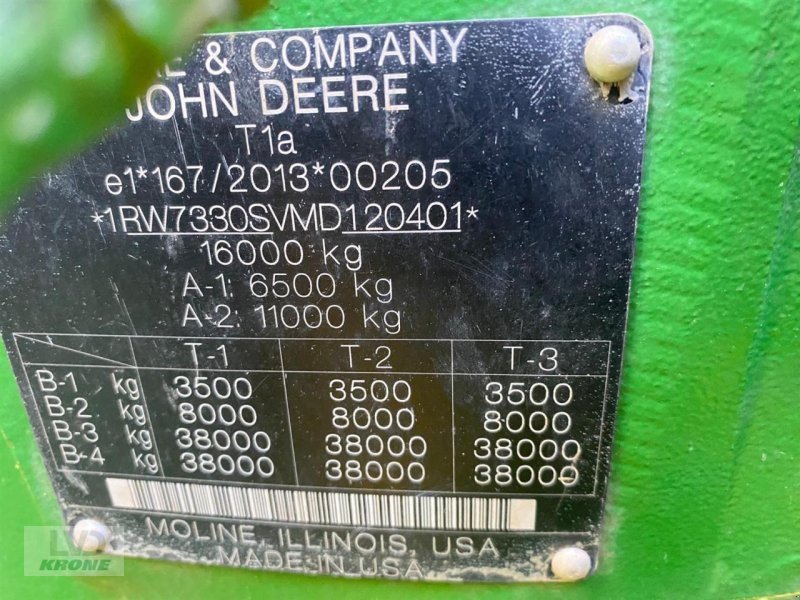 & COMPANY
JOHN DEERE
T1a
e1*167/2013*00205
*1RW7330SVMD120401*
16000 kg
A-1: 6500 kg
A-2: 11000 kg
T-1 T-2 T-3
B-1 kg 3500 3500 3500
B-2 kg 8000 8000 8000
B-3 kg 38000 38000 38000
B-4 kg 38000 38000 38000
MOLINE, ILLINOIS, USA
MADE IN USA
LVD
KRONE